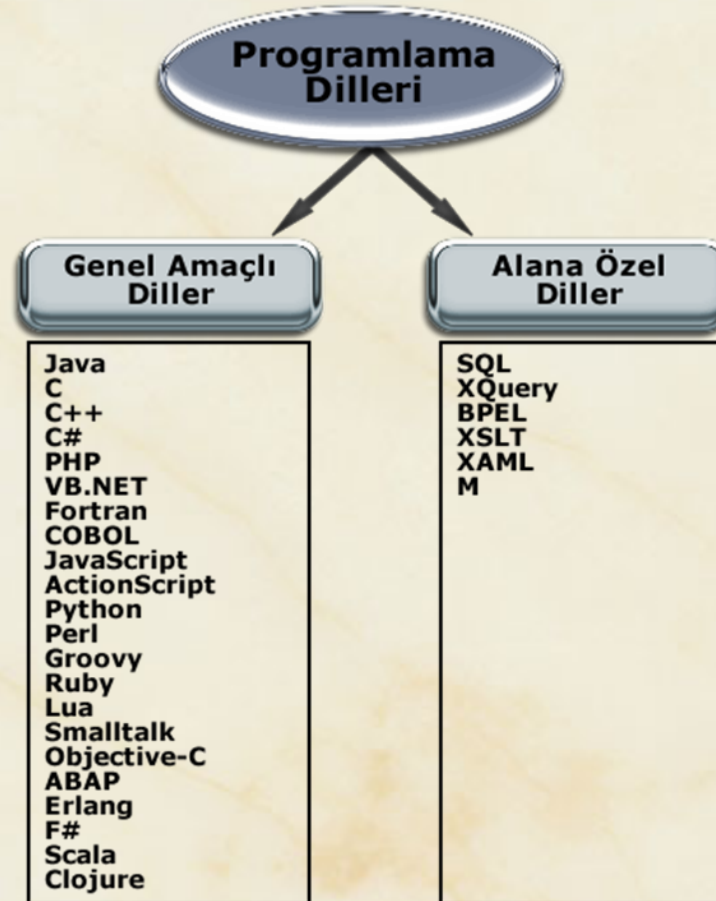 Programlama
Dilleri
Genel Amaçlı
Diller
Java
C
C++
C#
PHP
VB.NET
Fortran
COBOL
JavaScript
ActionScript
Python
Perl
Groovy
Ruby
Lua
Smalltalk
Objective-C
ABAP
Erlang
F#
Scala
Clojure
Alana Özel
Diller
SQL
XQuery
BPEL
XSLT
XAML
M